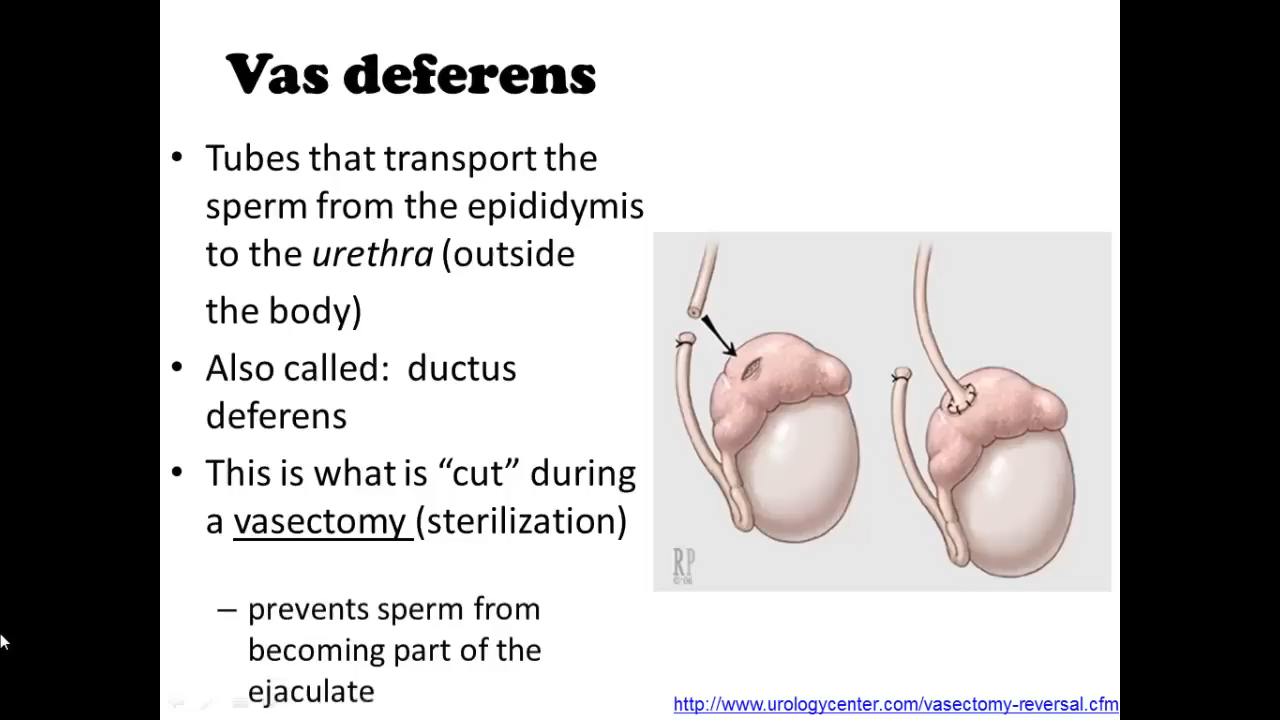 Vas deferens
• Tubes that transport the
sperm from the epididymis
to the urethra (outside
the body)
• Also called: ductus
deferens
• This is what is “cut” during
a vasectomy (sterilization)
– prevents sperm from
becoming part of the
ejaculate
RP
http://www.urologycenter.com/vasectomy-reversal.cfm